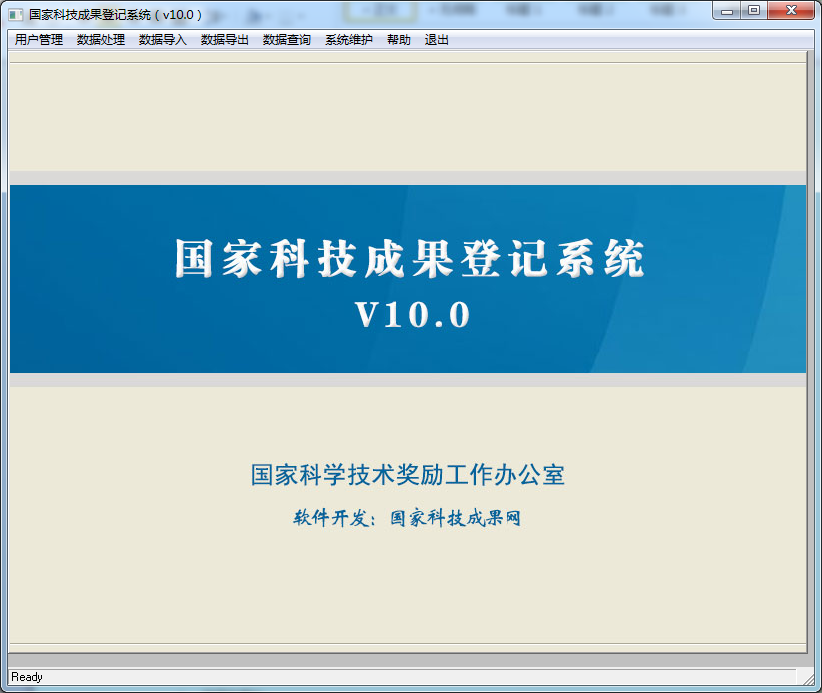 国家科技成果登记系统（v10.0）
用户管理 数据处理 数据导入 数据导出 数据查询 系统维护 帮助 退出
国家科技成果登记系统
V10.0
国家科学技术奖励工作办公室
软件开发：国家科技成果网
Ready